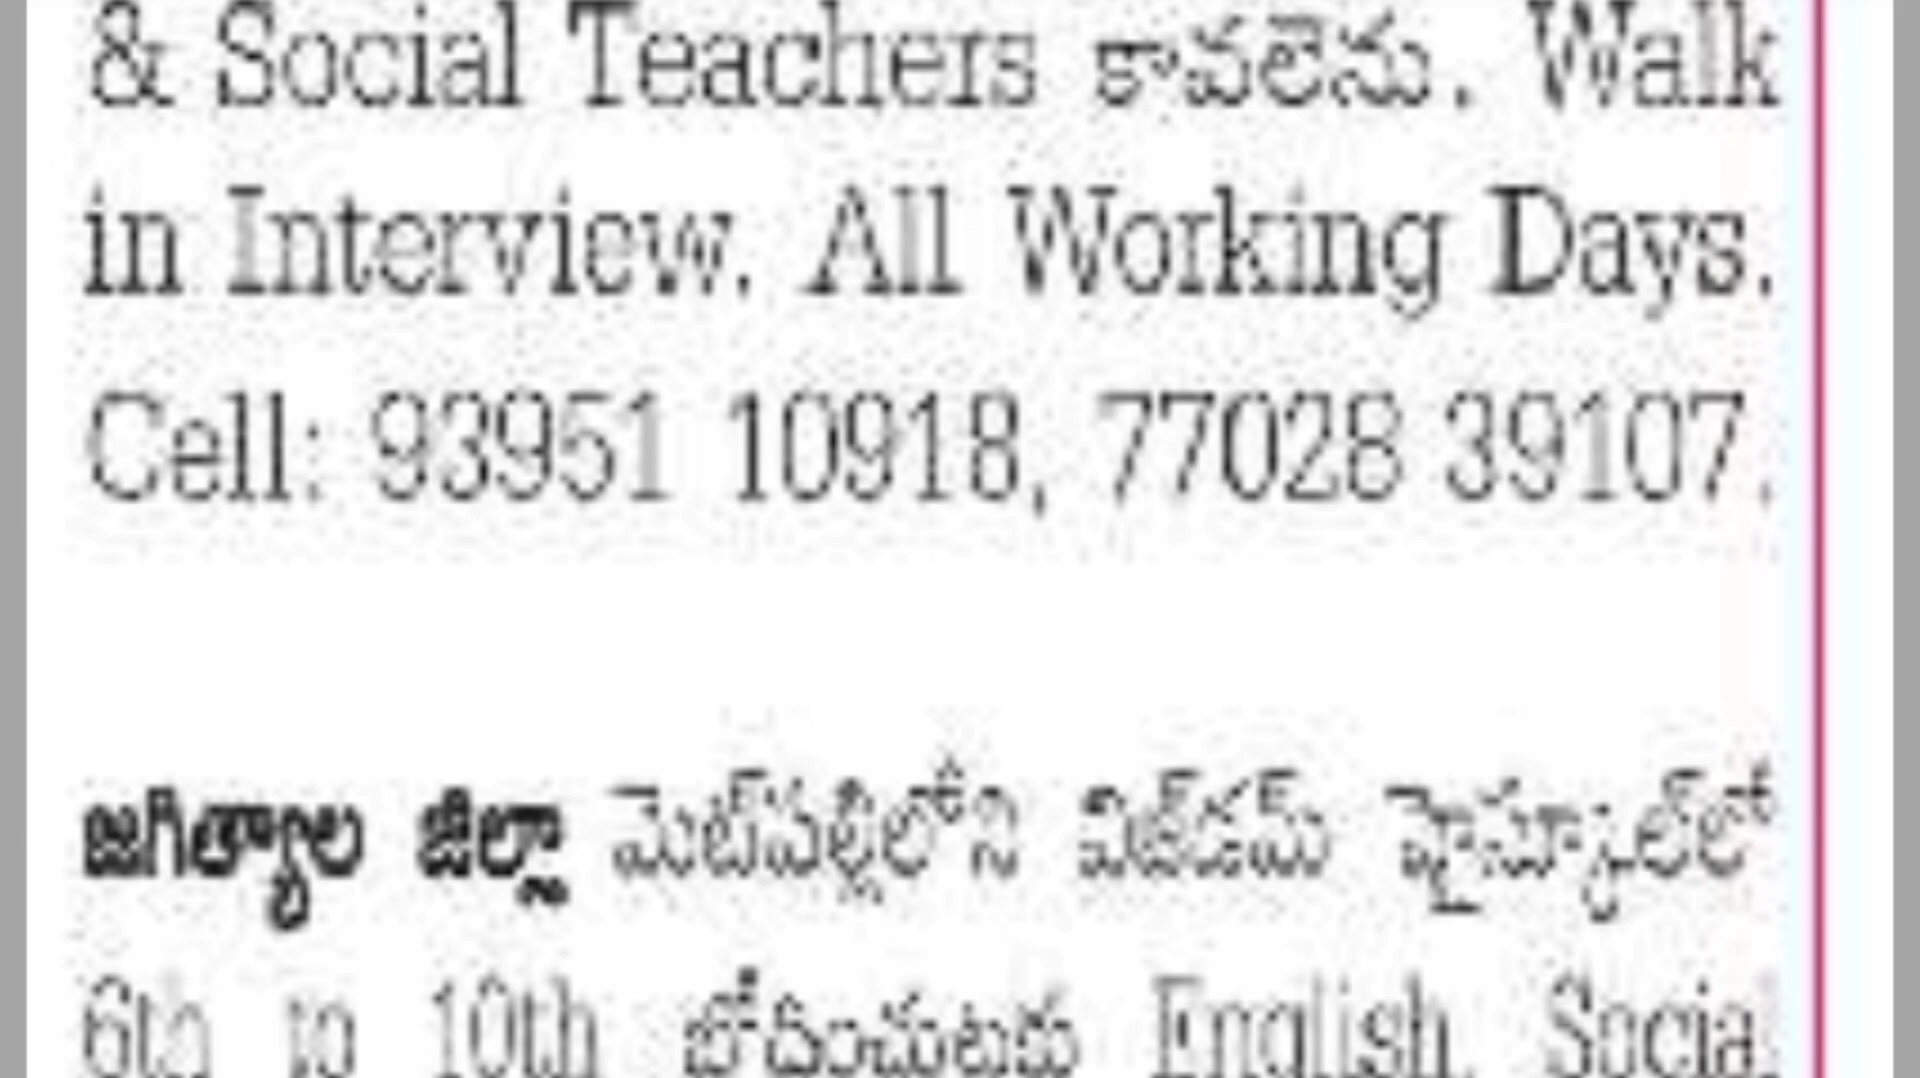 & Social Teachers కావలెను. Walk
in Interview. All Working Days.
Cell: 93951 10918, 77028 39107.
జగిత్యాల జిల్లా మెట్‌పల్లిలోని విజ్‌డమ్ హైస్కూల్‌లో
6th to 10th బోధించుటకు English, Social